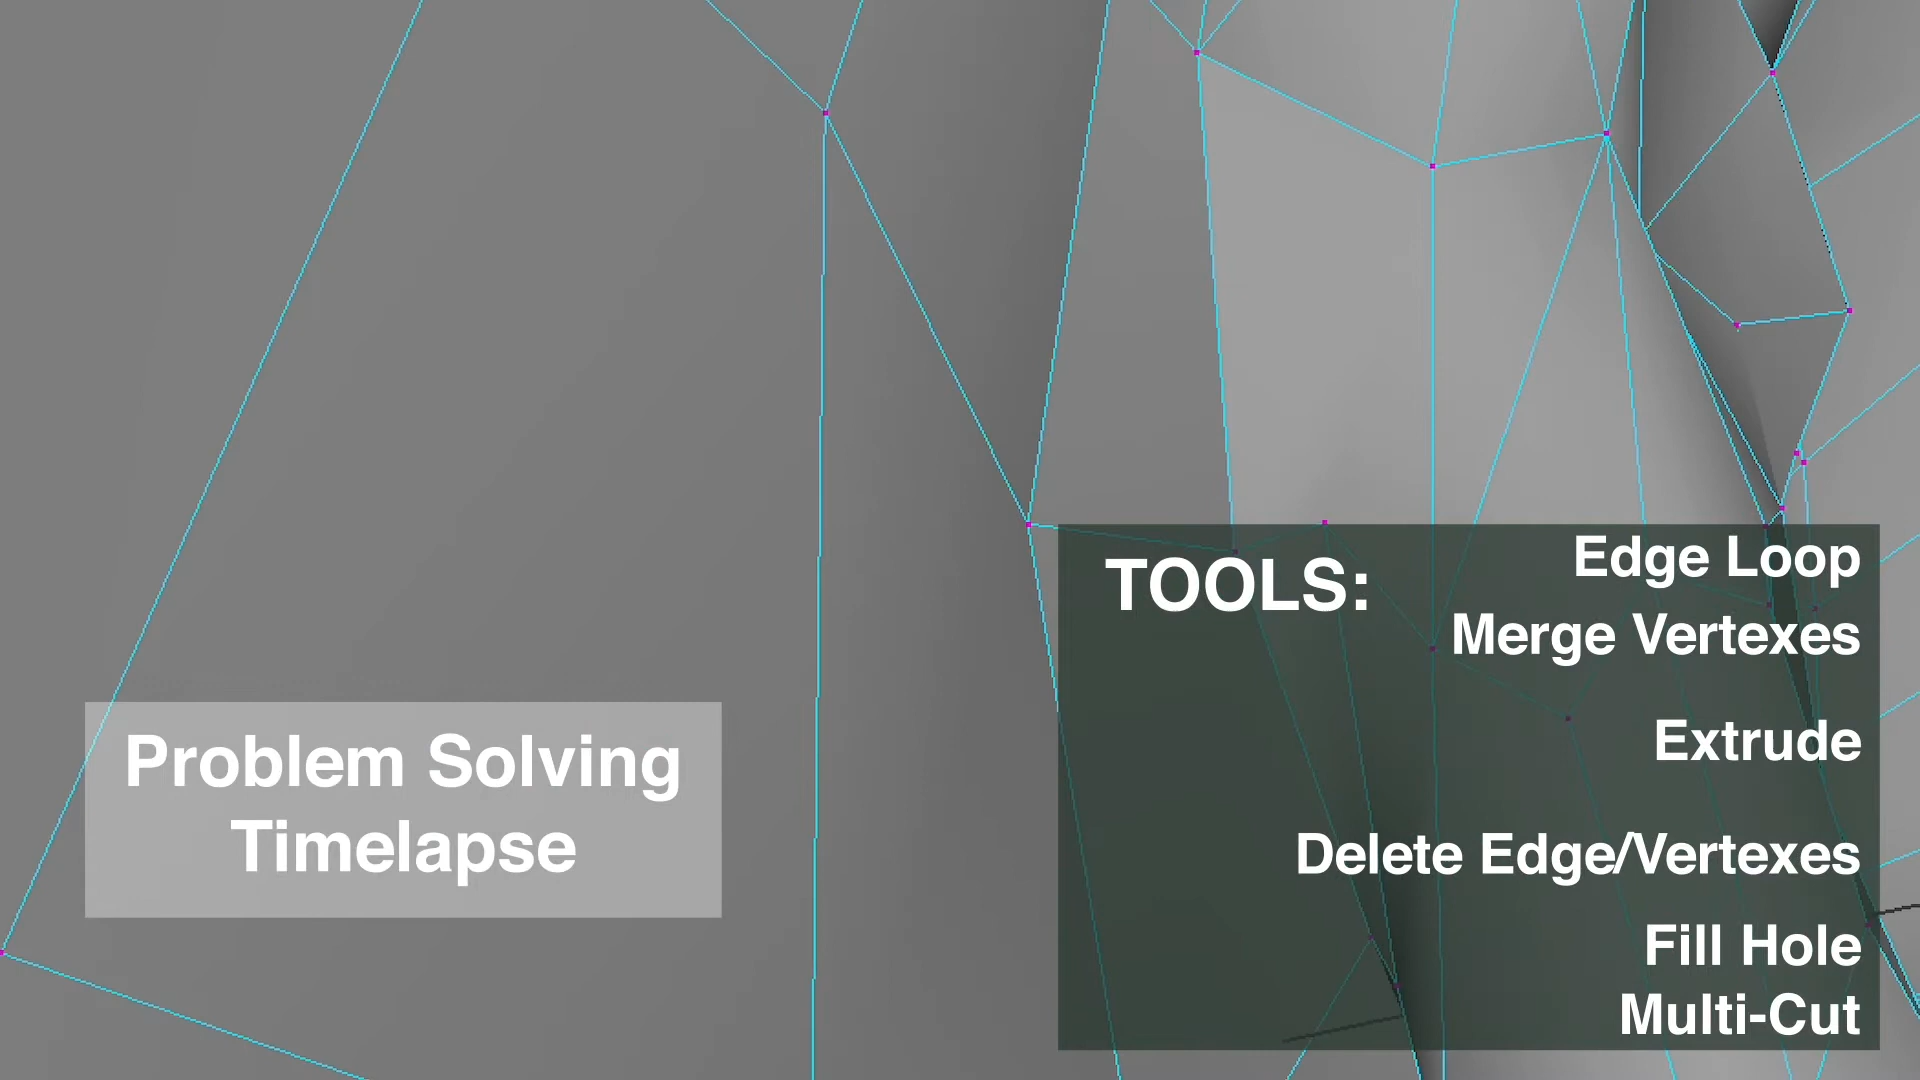 Problem Solving
Timelapse
TOOLS:
Edge Loop
Merge Vertexes
Extrude
Delete Edge/Vertexes
Fill Hole
Multi-Cut